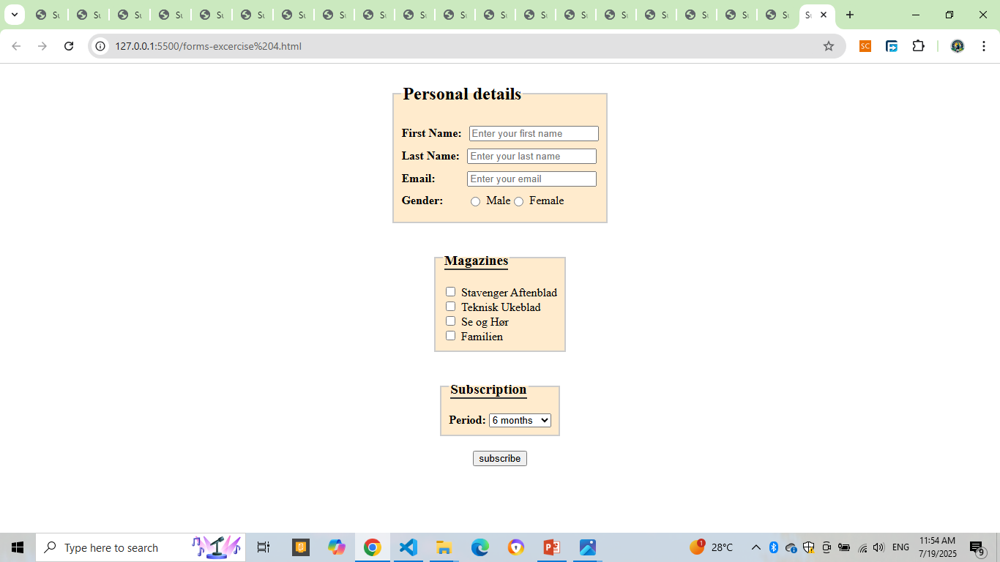 Su Su Su Su Su Su Su Su Su Su Su Su Su Su Su Su Su Su Su Su
127.0.0.1:5500/forms-excercise%204.html
SC
Personal details
First Name: Enter your first name
Last Name: Enter your last name
Email: Enter your email
Gender: Male Female
Magazines
Stavenger Aftenblad
Teknisk Ukeblad
Se og Hør
Familien
Subscription
Period: 6 months
subscribe
Type here to search
1
28°C
ENG
11:54 AM
7/19/2025
9